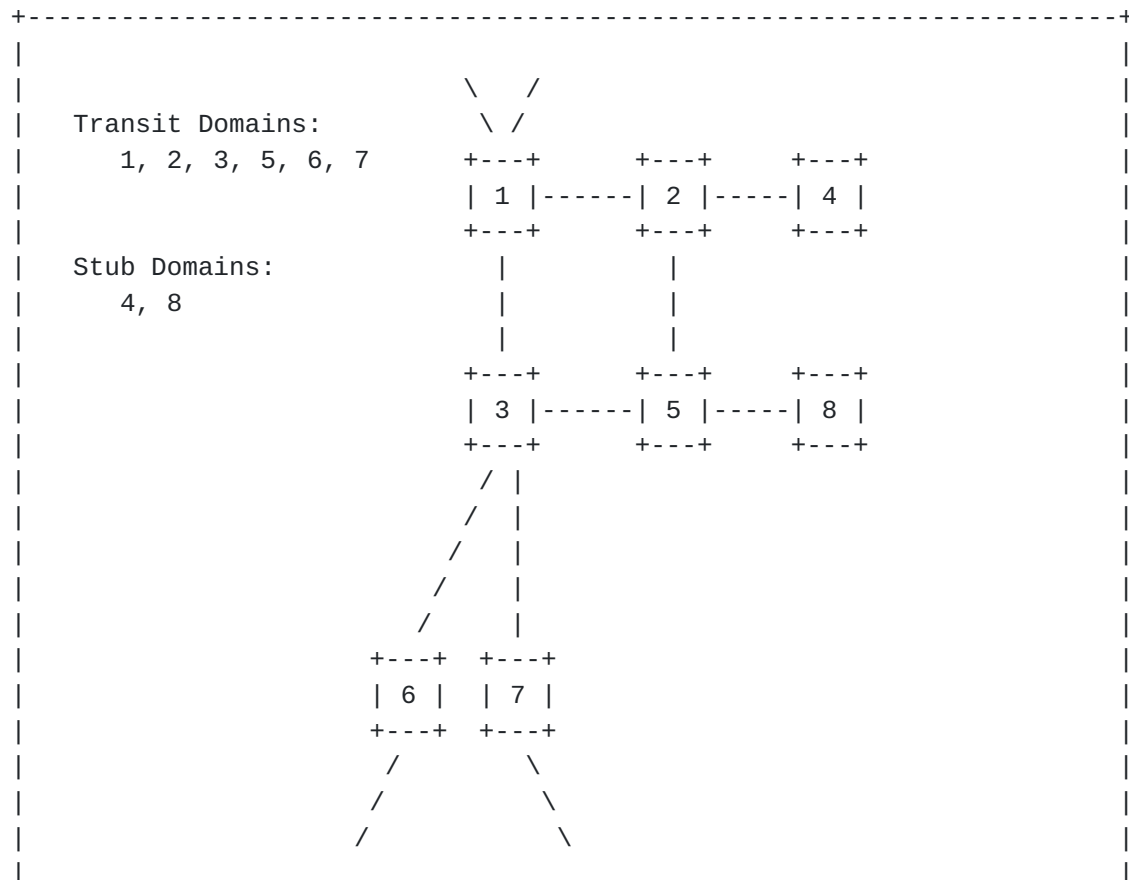 Transit Domains:
1, 2, 3, 5, 6, 7
1 2 4
Stub Domains:
4, 8
3 5 8
6 7